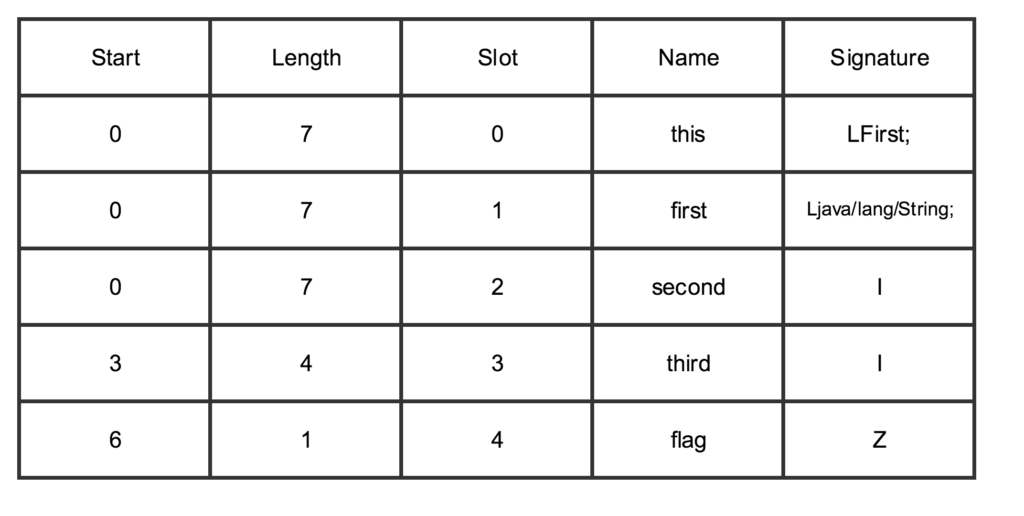 Start Length Slot Name Signature
0 7 0 this LFirst;
0 7 1 first Ljava/lang/String;
0 7 2 second I
3 4 3 third I
6 1 4 flag Z